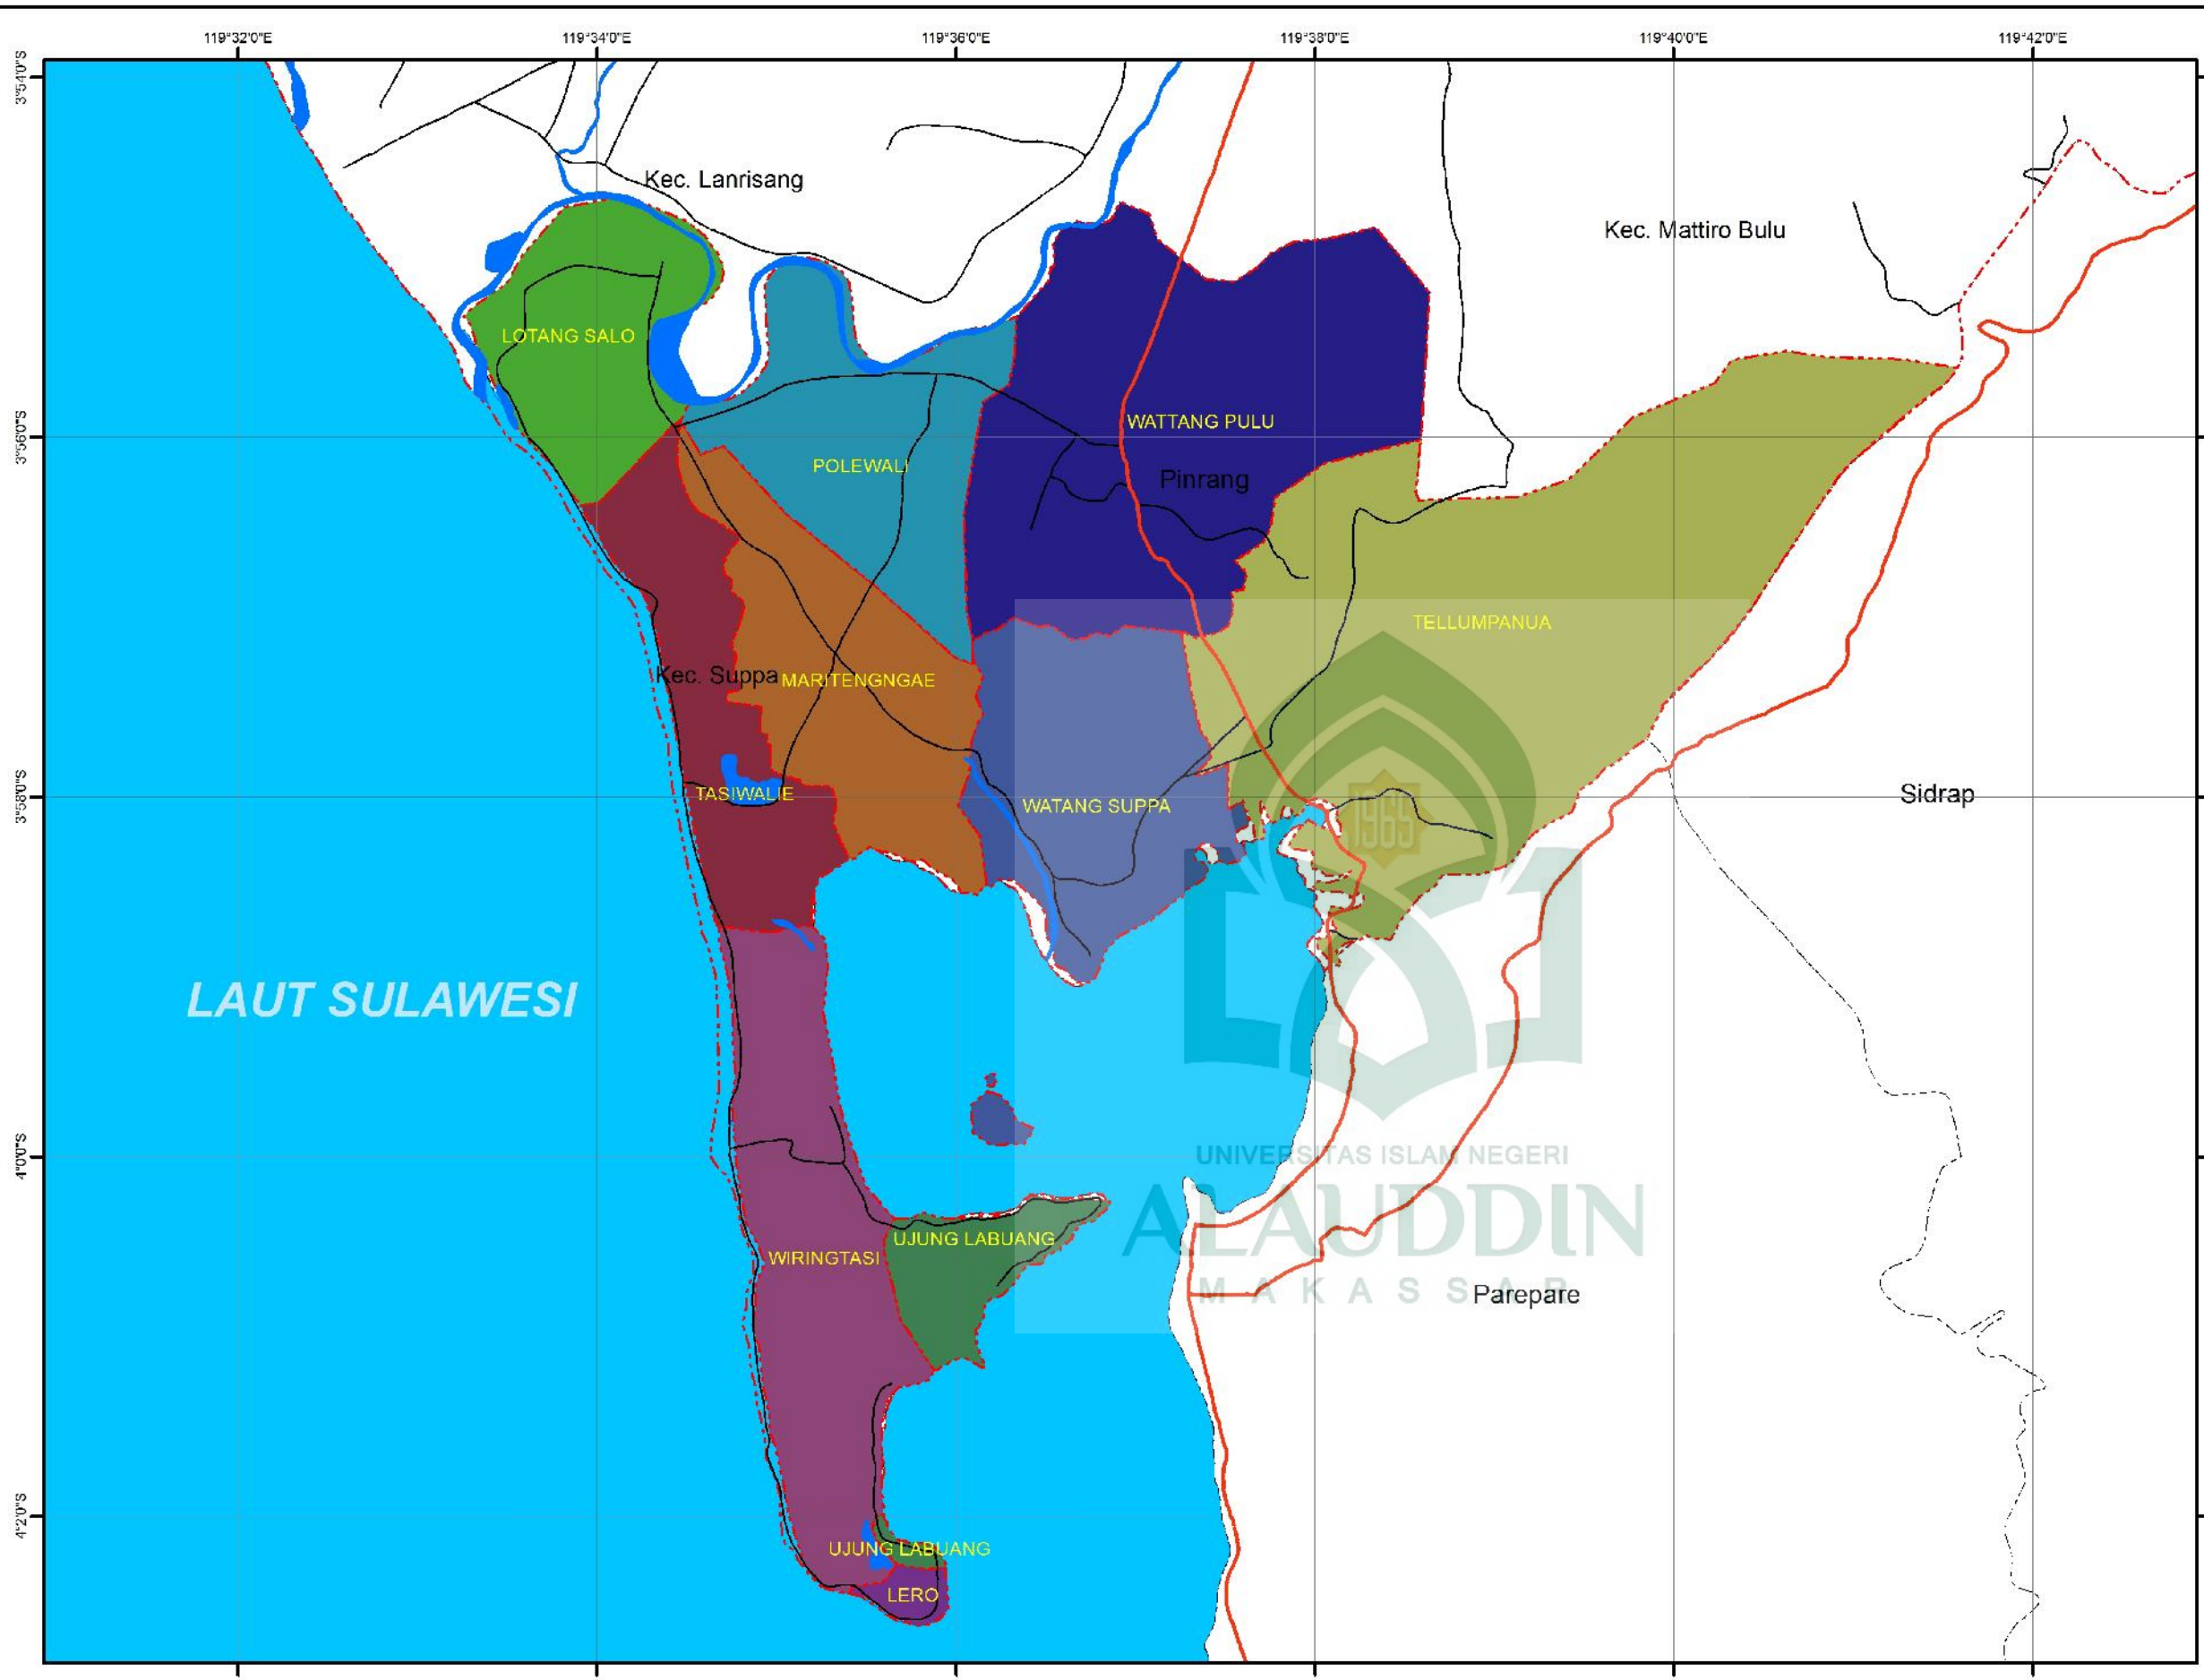 119°32'0"E
119°34'0"E
119°36'0"E
119°38'0"E
119°40'0"E
119°42'0"E
3°54'0"S
Kec. Lanrisang
Kec. Mattiro Bulu
LOTANG SALO
WATTANG PULU
3°56'0"S
POLEWALI
Pinrang
TELLUMPANUA
Kec. Suppa
MARITENGNGAE
3°58'0"S
TASIWALIE
WATANG SUPPA
1965
Sidrap
LAUT SULAWESI
4°0'0"S
UNIVERSITAS ISLAM NEGERI
ALAUDDIN
UJUNG LABUANG
WIRINGTASI
MAKASSAR
Parepare
4°2'0"S
UJUNG LABUANG
LERO